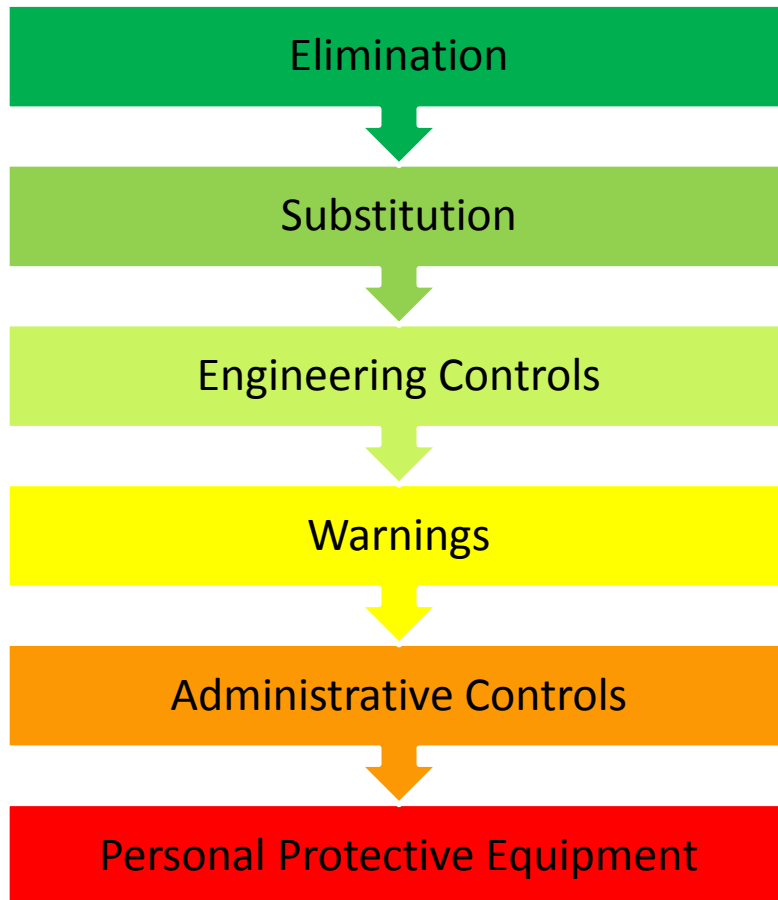 Elimination
Substitution
Engineering Controls
Warnings
Administrative Controls
Personal Protective Equipment